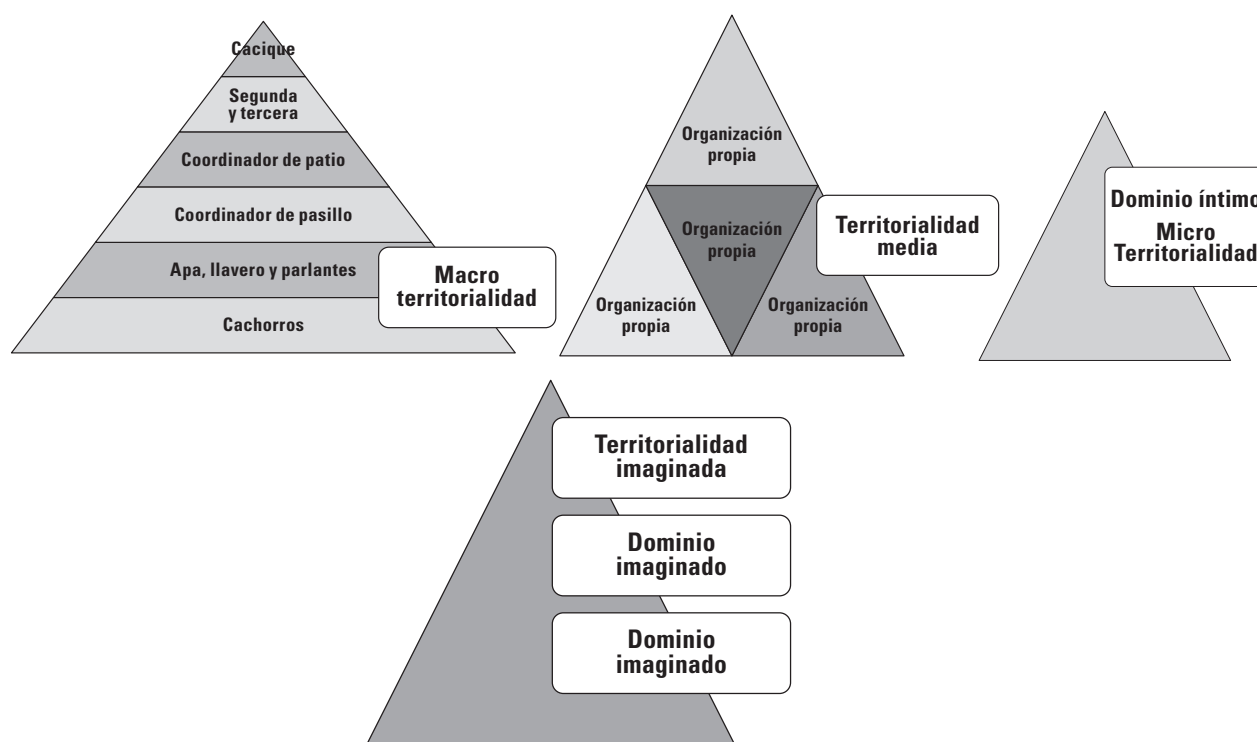 Cacique
Segunda
y tercera
Coordinador de patio
Coordinador de pasillo
Apa, llavero y parlantes
Cachorros
Macro
territorialidad
Organización
propia
Organización
propia
Organización
propia
Organización
propia
Territorialidad
media
Dominio íntimo
Micro
Territorialidad
Territorialidad
imaginada
Dominio
imaginado
Dominio
imaginado